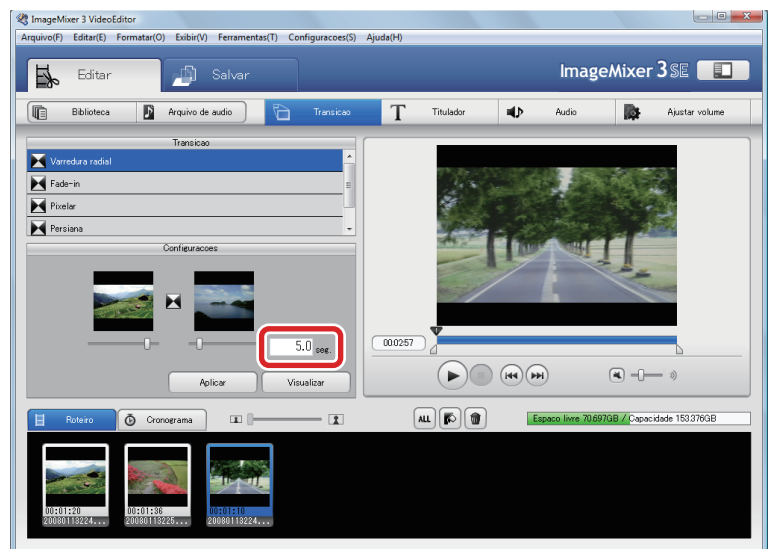 ImageMixer 3 VideoEditor
Arquivo(F) Editar(E) Formatar(O) Exibir(V) Ferramentas(T) Configuracoes(S) Ajuda(H)
Editar Salvar ImageMixer 3 SE
Biblioteca Arquivo de audio Transicao T Titulador Audio Ajustar volume
Transicao
Varredura radial
Fade-in
Pixelar
Persiana
Configuracoes
5.0 seg.
00:02:57
Aplicar Visualizar
Roteiro Cronograma ALL Espaco livre 70.697GB / Capacidade 153.376GB
00:01:20 00:01:36 00:01:10
20080113224... 20080113225... 20080113224...